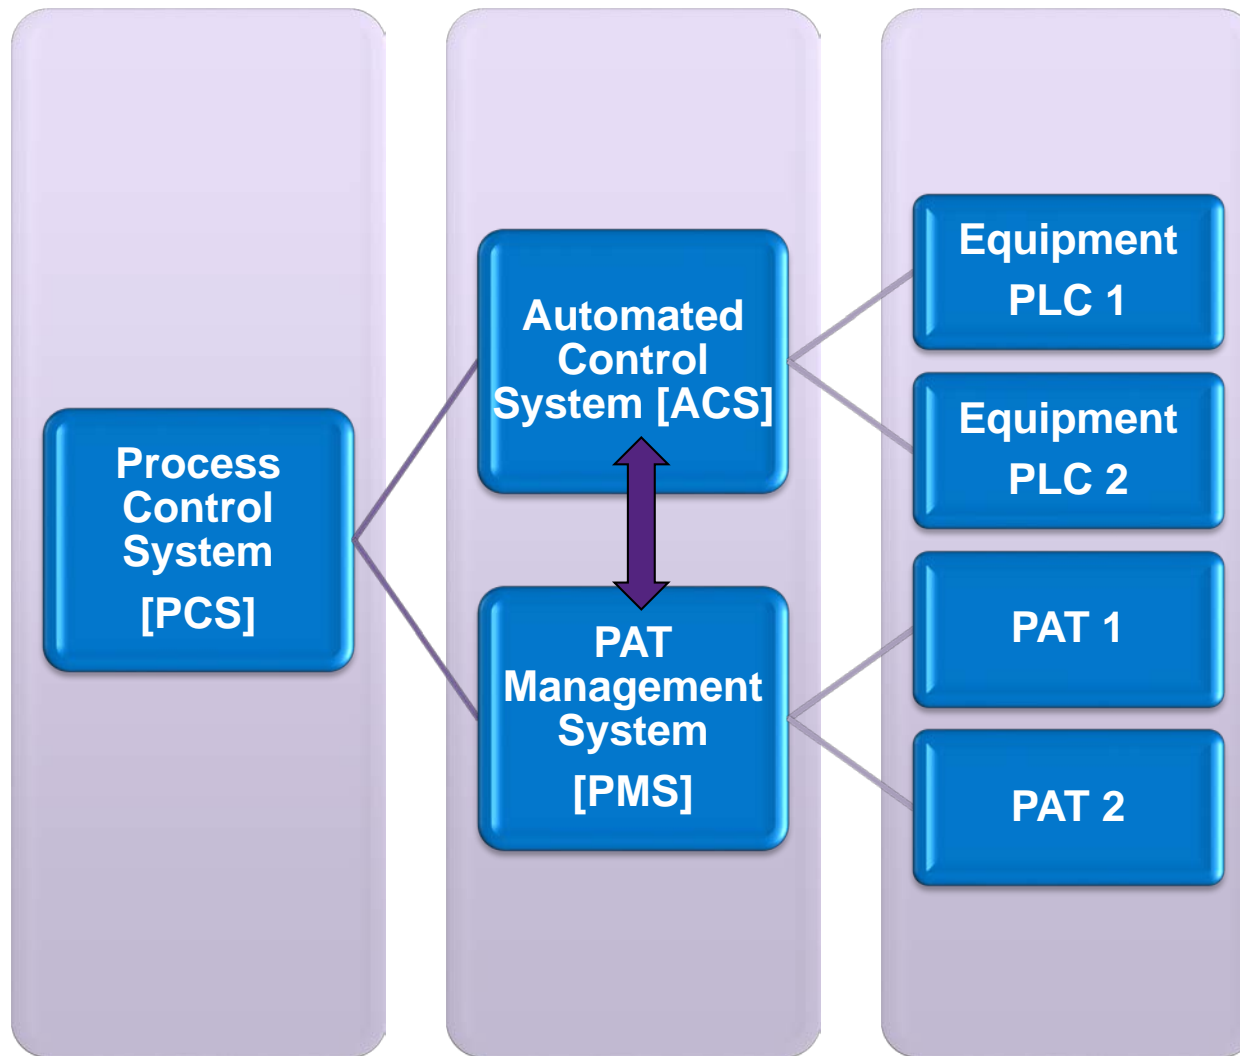 Process
Control
System
[PCS]
Automated
Control
System [ACS]
PAT
Management
System
[PMS]
Equipment
PLC 1
Equipment
PLC 2
PAT 1
PAT 2